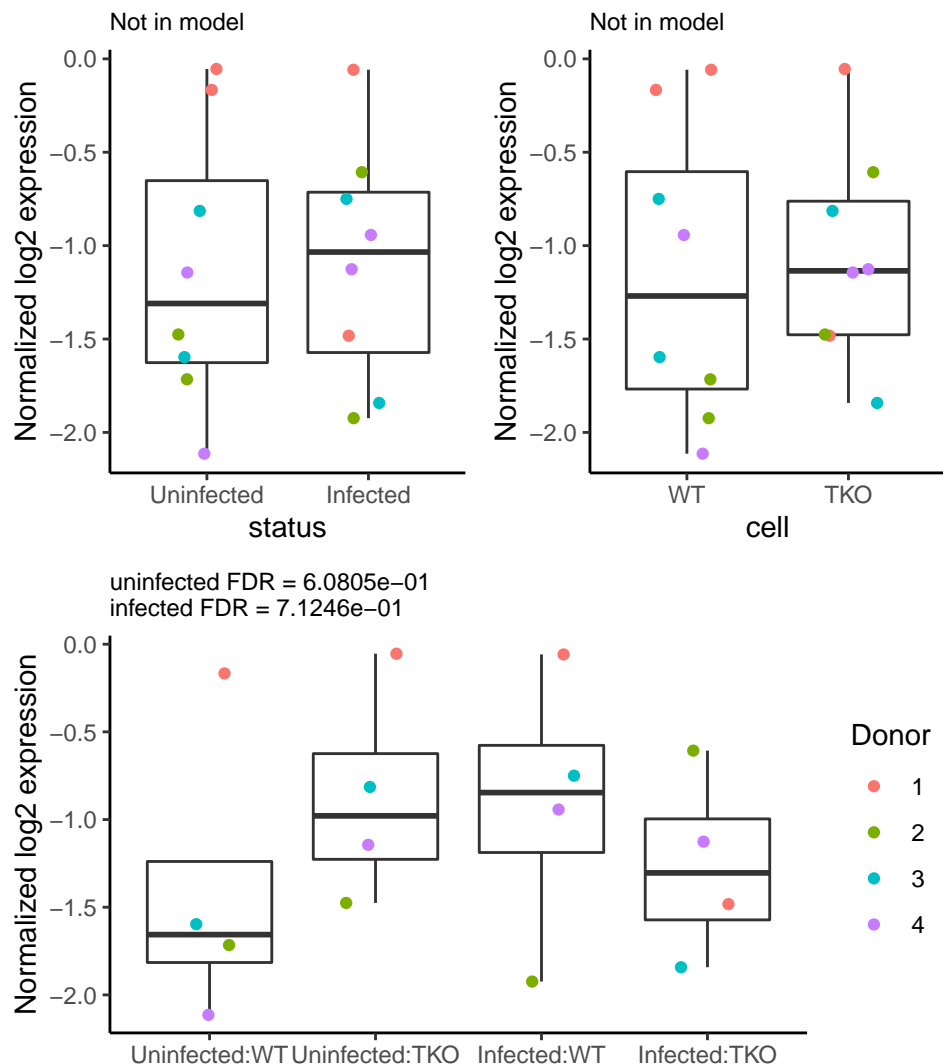 Not in model
Normalized log2 expression
0.0
−0.5
−1.0
−1.5
−2.0
Uninfected Infected
status
Not in model
Normalized log2 expression
0.0
−0.5
−1.0
−1.5
−2.0
WT TKO
cell
uninfected FDR = 6.0805e−01
infected FDR = 7.1246e−01
Normalized log2 expression
0.0
−0.5
−1.0
−1.5
−2.0
Uninfected:WT Uninfected:TKO Infected:WT Infected:TKO
Donor
1
2
3
4